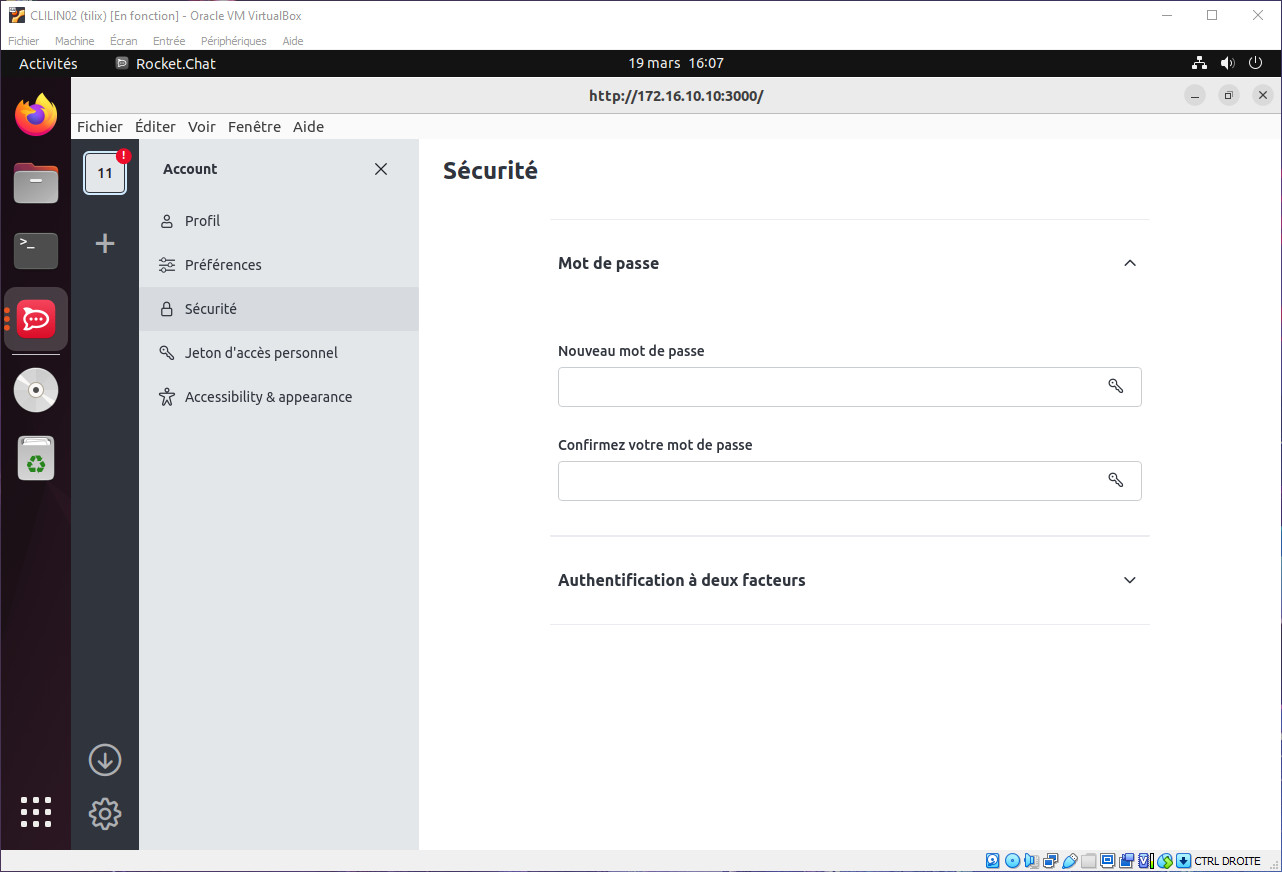 CLILIN02 (tilix) [En fonction] - Oracle VM VirtualBox
Fichier Machine Écran Entrée Périphériques Aide
Activités Rocket.Chat 19 mars 16:07
http://172.16.10.10:3000/
Fichier Éditer Voir Fenêtre Aide
11 !
Account
Profil
Préférences
Sécurité
Jeton d'accès personnel
Accessibility & appearance
Sécurité
Mot de passe
Nouveau mot de passe
Confirmez votre mot de passe
Authentification à deux facteurs
CTRL DROITE